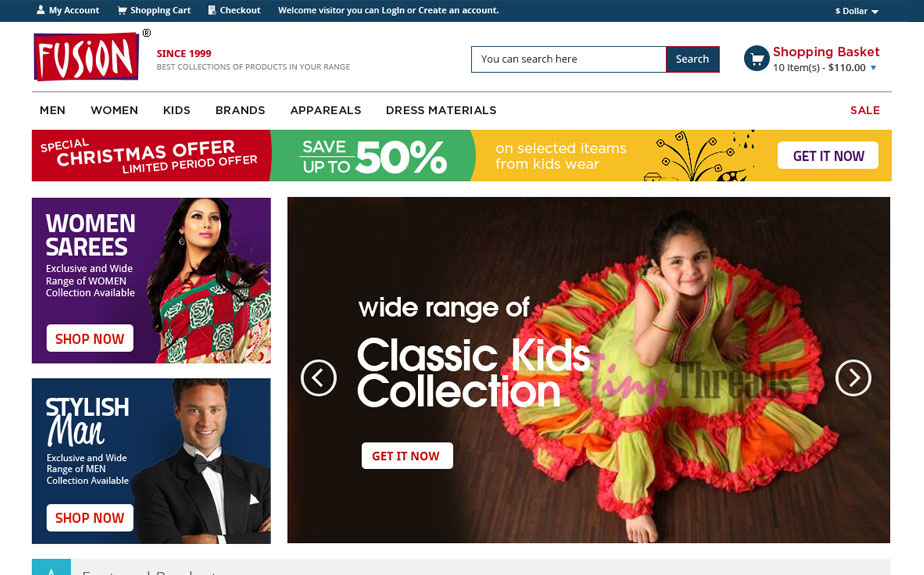 My Account
Shopping Cart
Checkout
Welcome visitor you can LogIn or Create an account.
$ Dollar
FUSION ®
SINCE 1999
BEST COLLECTIONS OF PRODUCTS IN YOUR RANGE
You can search here
Search
Shopping Basket
10 Item(s) - $110.00
MEN
WOMEN
KIDS
BRANDS
APPAREALS
DRESS MATERIALS
SALE
SPECIAL
CHRISTMAS OFFER
LIMITED PERIOD OFFER
SAVE
UP TO 50%
on selected iteams
from kids wear
GET IT NOW
WOMEN
SAREES
Exclusive and Wide
Range of WOMEN
Collection Available
SHOP NOW
STYLISH
Man
Exclusive and Wide
Range of MEN
Collection Available
SHOP NOW
wide range of
Classic Kids
Collection
Tiny Threads
GET IT NOW